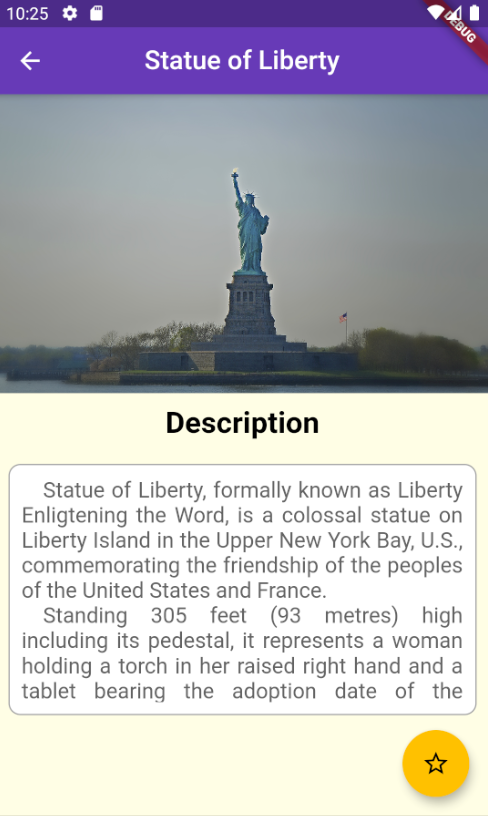 10:25
DEBUG
Statue of Liberty
Description
Statue of Liberty, formally known as Liberty
Enligtening the Word, is a colossal statue on
Liberty Island in the Upper New York Bay, U.S.,
commemorating the friendship of the peoples
of the United States and France.
Standing 305 feet (93 metres) high
including its pedestal, it represents a woman
holding a torch in her raised right hand and a
tablet bearing the adoption date of the